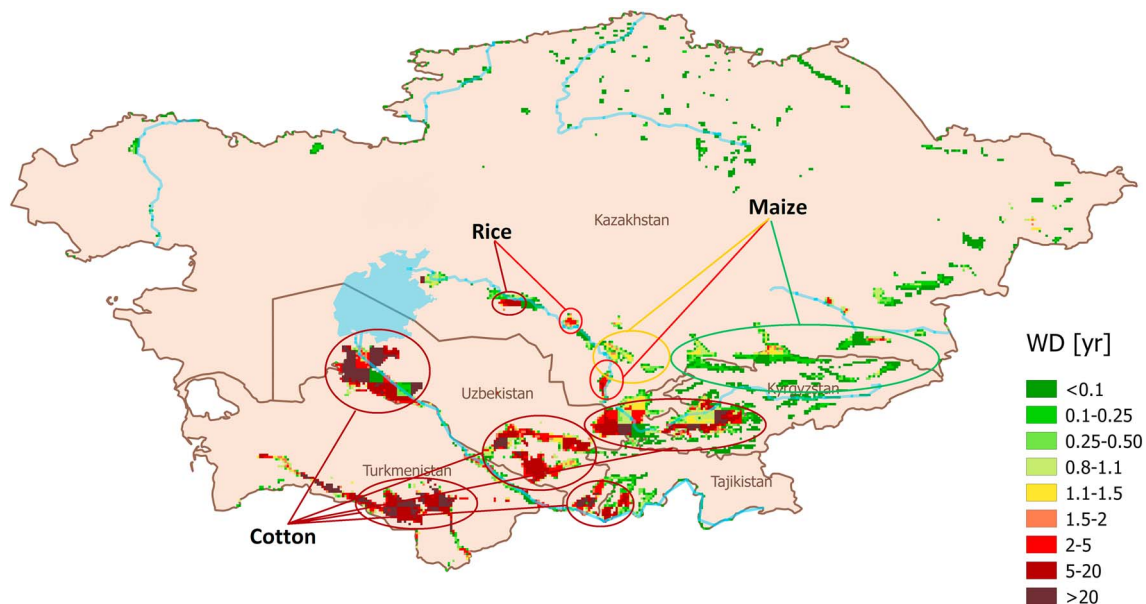 Kazakhstan
Maize
Rice
WD [yr]
Uzbekistan
Kyrgyzstan
<0.1
0.1-0.25
0.25-0.50
0.8-1.1
1.1-1.5
1.5-2
2-5
5-20
>20
Turkmenistan
Tajikistan
Cotton